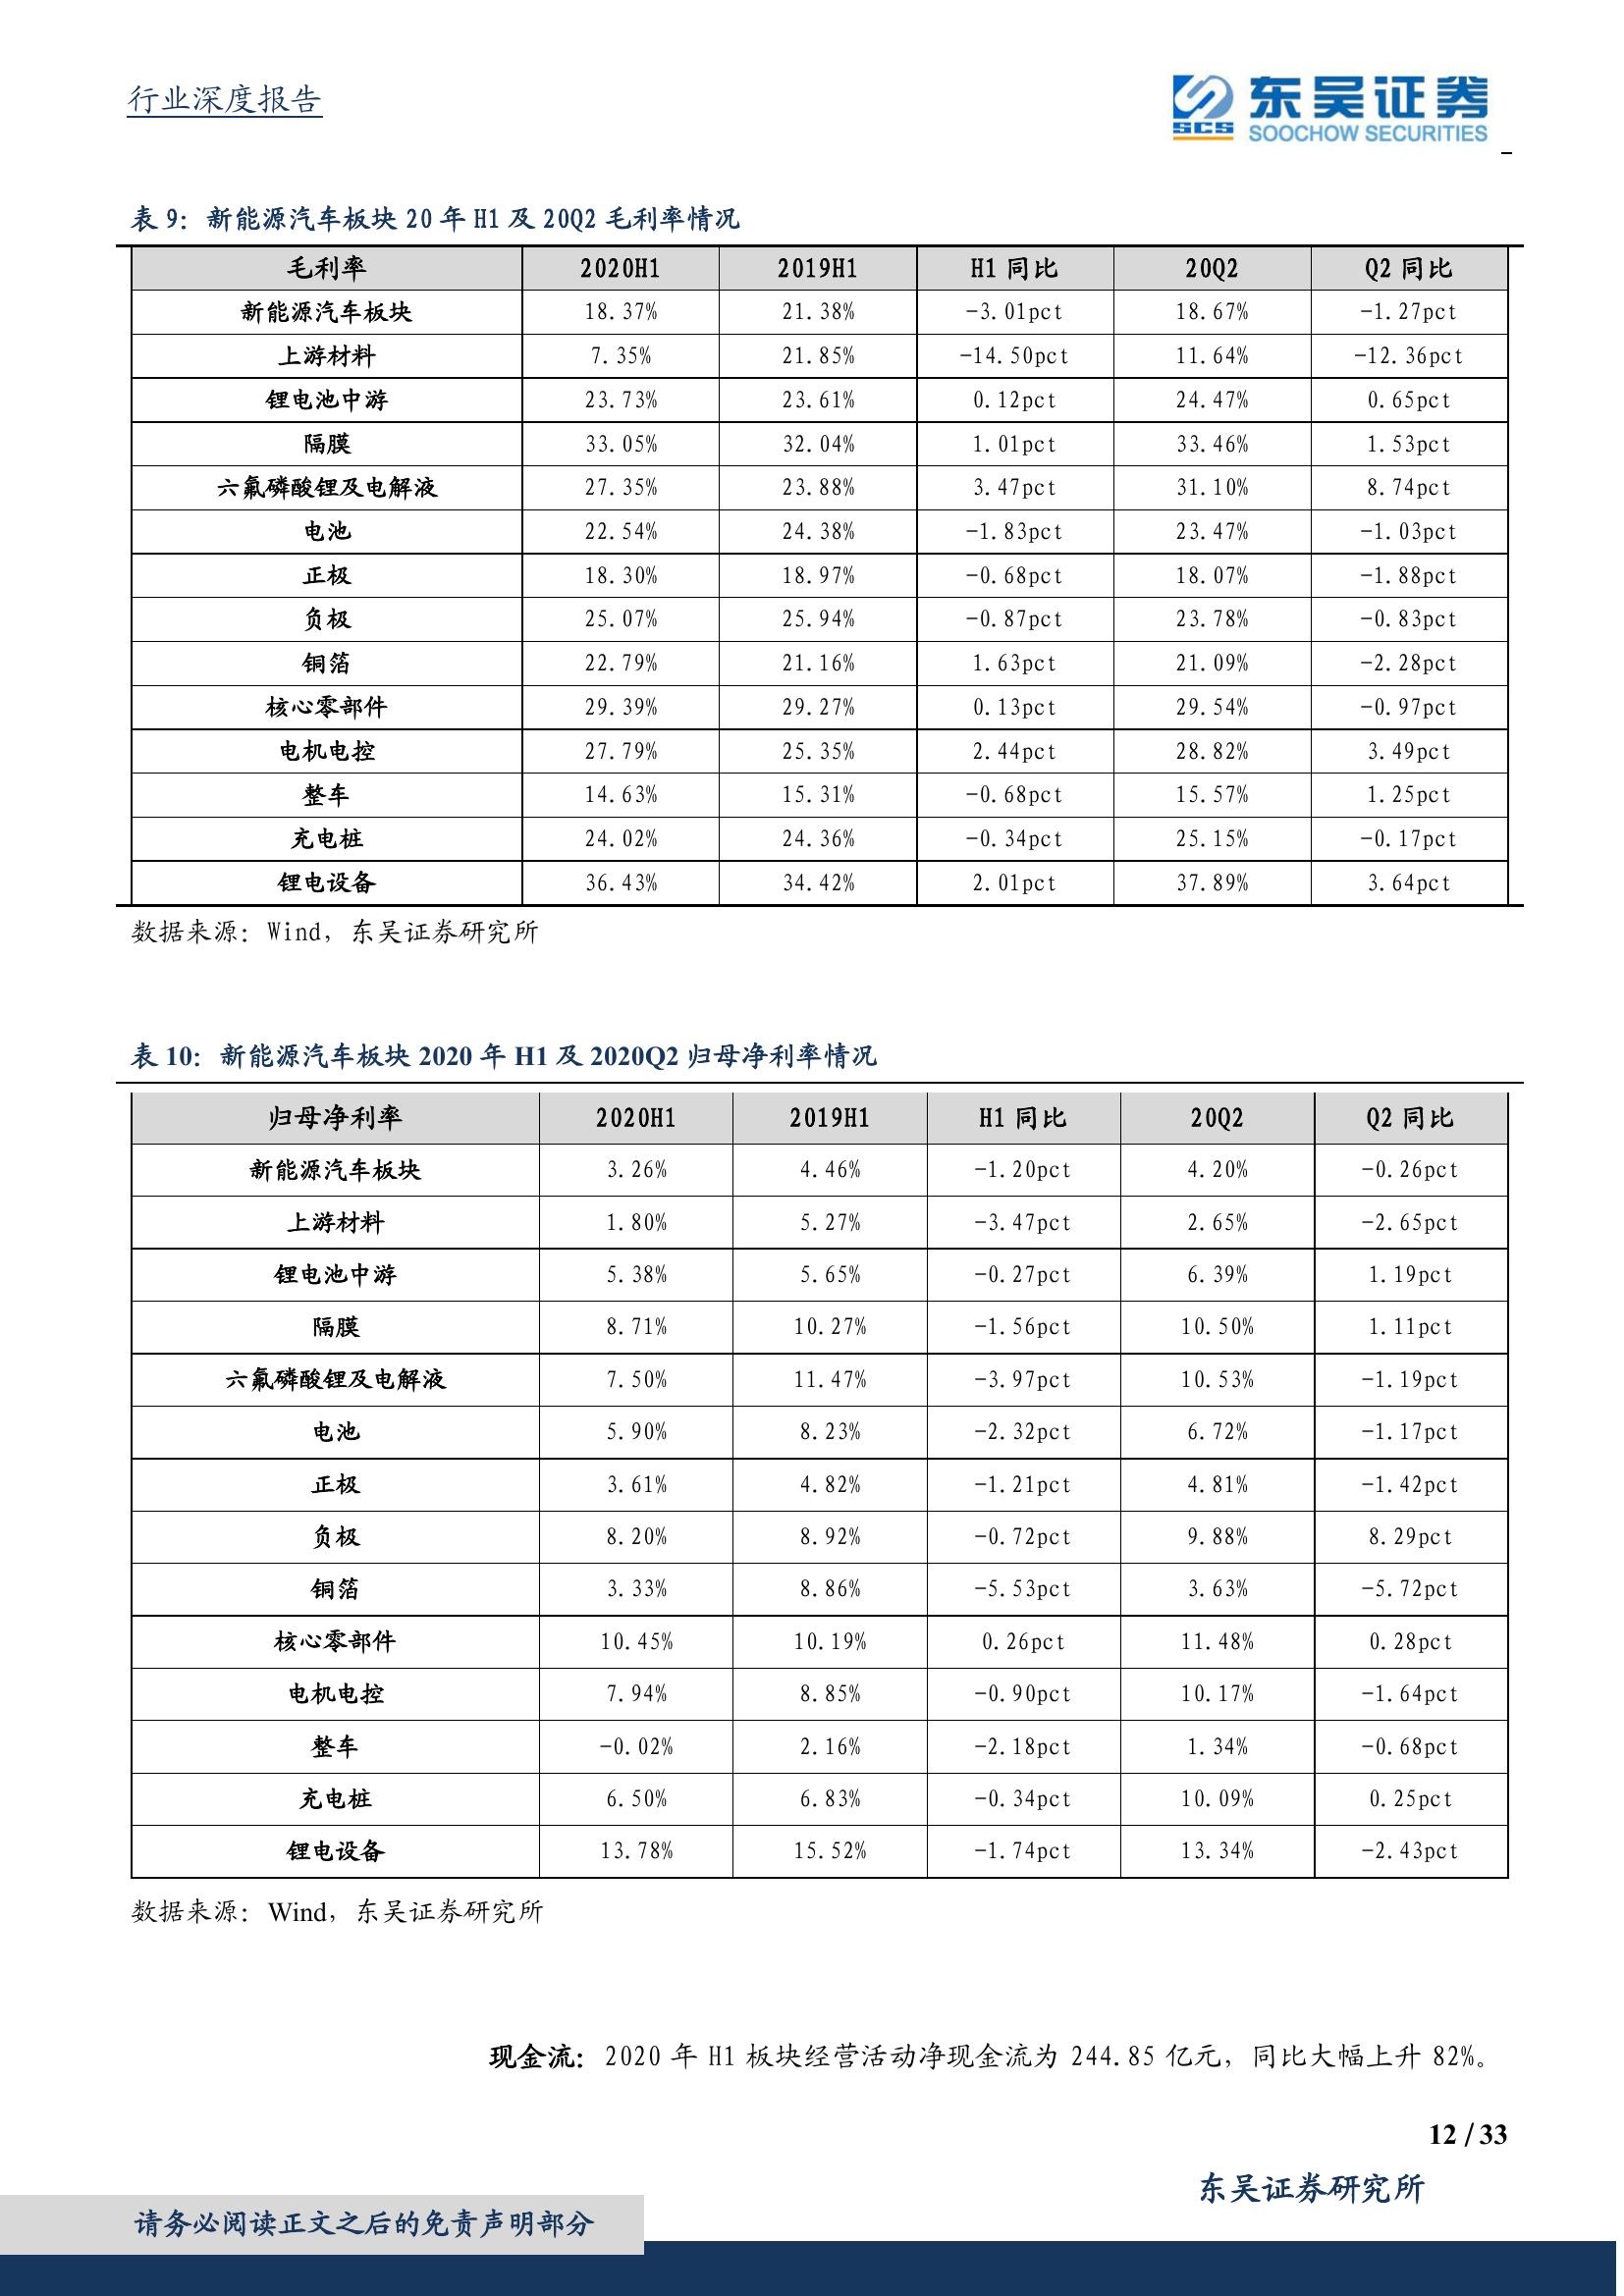 行业深度报告
SCS 东吴证券
SOOCHOW SECURITIES
表 9：新能源汽车板块 20 年 H1 及 20Q2 毛利率情况
毛利率 2020H1 2019H1 H1 同比 20Q2 Q2 同比
新能源汽车板块 18.37% 21.38% -3.01pct 18.67% -1.27pct
上游材料 7.35% 21.85% -14.50pct 11.64% -12.36pct
锂电池中游 23.73% 23.61% 0.12pct 24.47% 0.65pct
隔膜 33.05% 32.04% 1.01pct 33.46% 1.53pct
六氟磷酸锂及电解液 27.35% 23.88% 3.47pct 31.10% 8.74pct
电池 22.54% 24.38% -1.83pct 23.47% -1.03pct
正极 18.30% 18.97% -0.68pct 18.07% -1.88pct
负极 25.07% 25.94% -0.87pct 23.78% -0.83pct
铜箔 22.79% 21.16% 1.63pct 21.09% -2.28pct
核心零部件 29.39% 29.27% 0.13pct 29.54% -0.97pct
电机电控 27.79% 25.35% 2.44pct 28.82% 3.49pct
整车 14.63% 15.31% -0.68pct 15.57% 1.25pct
充电桩 24.02% 24.36% -0.34pct 25.15% -0.17pct
锂电设备 36.43% 34.42% 2.01pct 37.89% 3.64pct
数据来源：Wind，东吴证券研究所
表 10：新能源汽车板块 2020 年 H1 及 2020Q2 归母净利率情况
归母净利率 2020H1 2019H1 H1 同比 20Q2 Q2 同比
新能源汽车板块 3.26% 4.46% -1.20pct 4.20% -0.26pct
上游材料 1.80% 5.27% -3.47pct 2.65% -2.65pct
锂电池中游 5.38% 5.65% -0.27pct 6.39% 1.19pct
隔膜 8.71% 10.27% -1.56pct 10.50% 1.11pct
六氟磷酸锂及电解液 7.50% 11.47% -3.97pct 10.53% -1.19pct
电池 5.90% 8.23% -2.32pct 6.72% -1.17pct
正极 3.61% 4.82% -1.21pct 4.81% -1.42pct
负极 8.20% 8.92% -0.72pct 9.88% 8.29pct
铜箔 3.33% 8.86% -5.53pct 3.63% -5.72pct
核心零部件 10.45% 10.19% 0.26pct 11.48% 0.28pct
电机电控 7.94% 8.85% -0.90pct 10.17% -1.64pct
整车 -0.02% 2.16% -2.18pct 1.34% -0.68pct
充电桩 6.50% 6.83% -0.34pct 10.09% 0.25pct
锂电设备 13.78% 15.52% -1.74pct 13.34% -2.43pct
数据来源：Wind，东吴证券研究所
现金流：2020 年 H1 板块经营活动净现金流为 244.85 亿元，同比大幅上升 82%。
12 / 33
东吴证券研究所
请务必阅读正文之后的免责声明部分